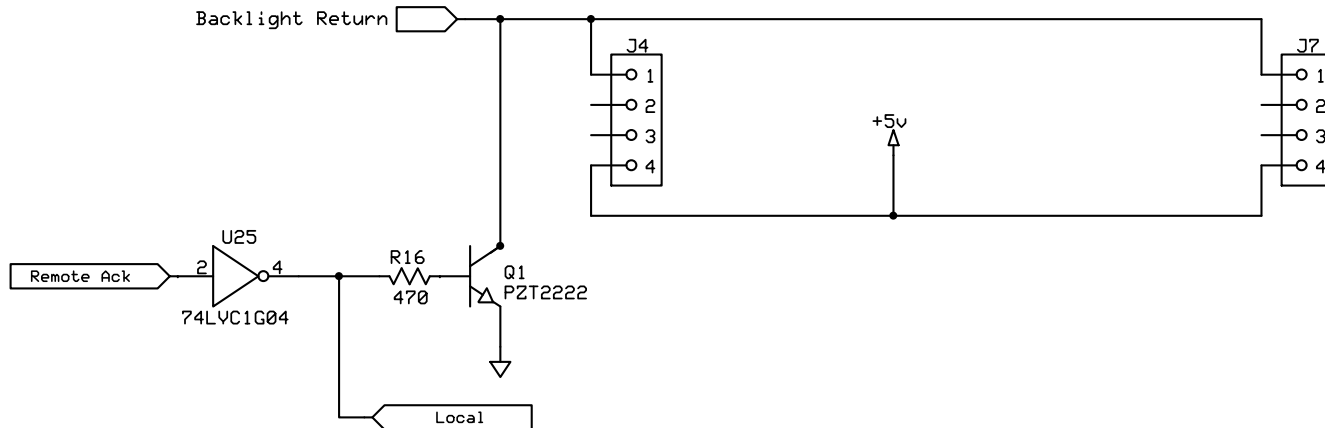 Backlight Return
J4
1
2
3
4
J7
1
2
3
4
+5v
U25
2
4
74LVC1G04
Remote Ack
R16
470
Q1
PZT2222
Local